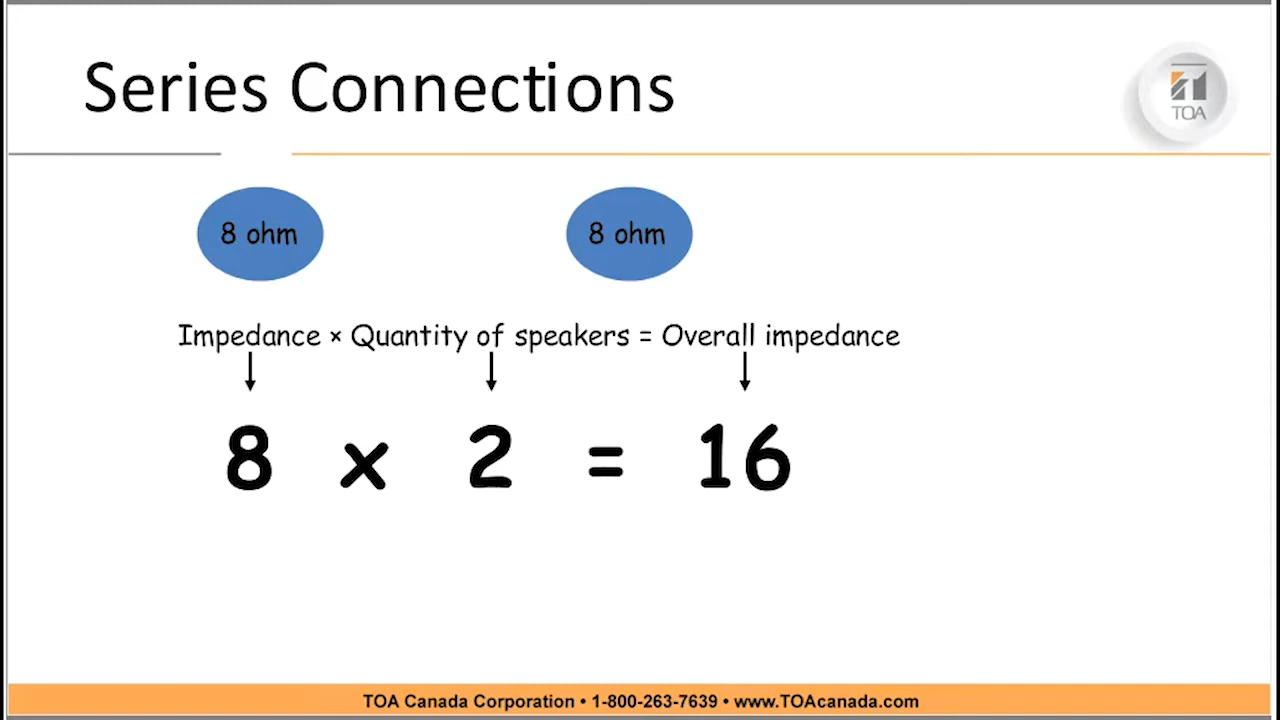 Series Connections
TOA
8 ohm 8 ohm
Impedance × Quantity of speakers = Overall impedance
8 x 2 = 16
TOA Canada Corporation • 1-800-263-7639 • www.TOAcanada.com